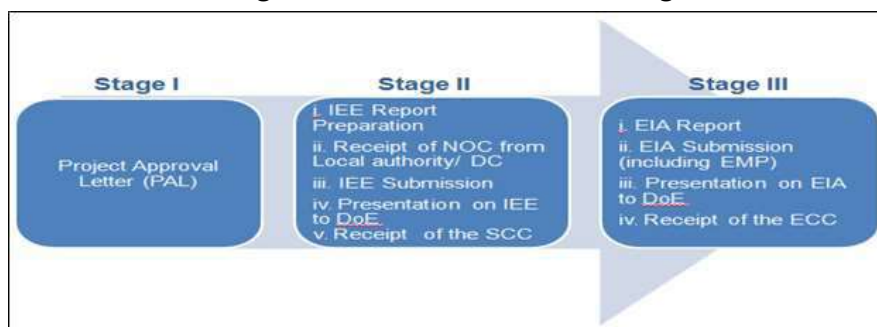 Stage I
Project Approval
Letter (PAL)
Stage II
i. IEE Report
Preparation
ii. Receipt of NOC from
Local authority/ DC
iii. IEE Submission
iv. Presentation on IEE
to DoE
v. Receipt of the SCC
Stage III
i. EIA Report
ii. EIA Submission
(including EMP)
iii. Presentation on EIA
to DoE
iv. Receipt of the ECC